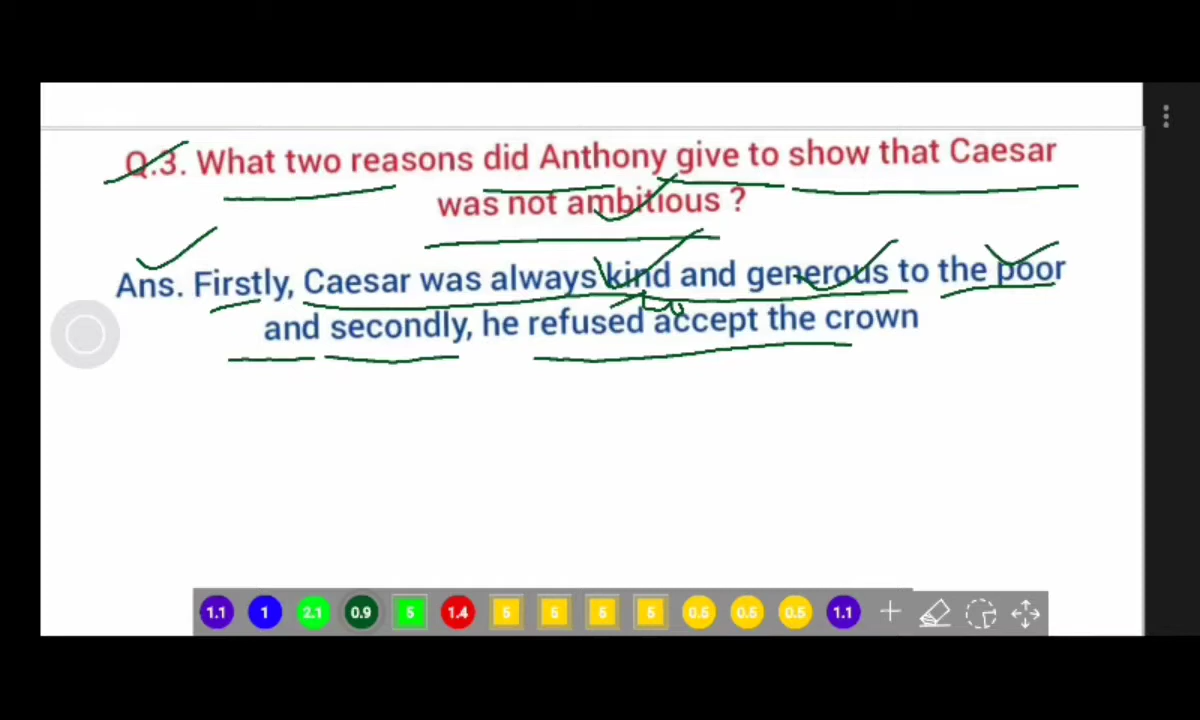 Q.3. What two reasons did Anthony give to show that Caesar
was not ambitious ?
Ans. Firstly, Caesar was always kind and generous to the poor
to
and secondly, he refused accept the crown
1.1 1 2.1 0.9 5 1.4 5 5 5 5 0.5 0.5 0.5 1.1